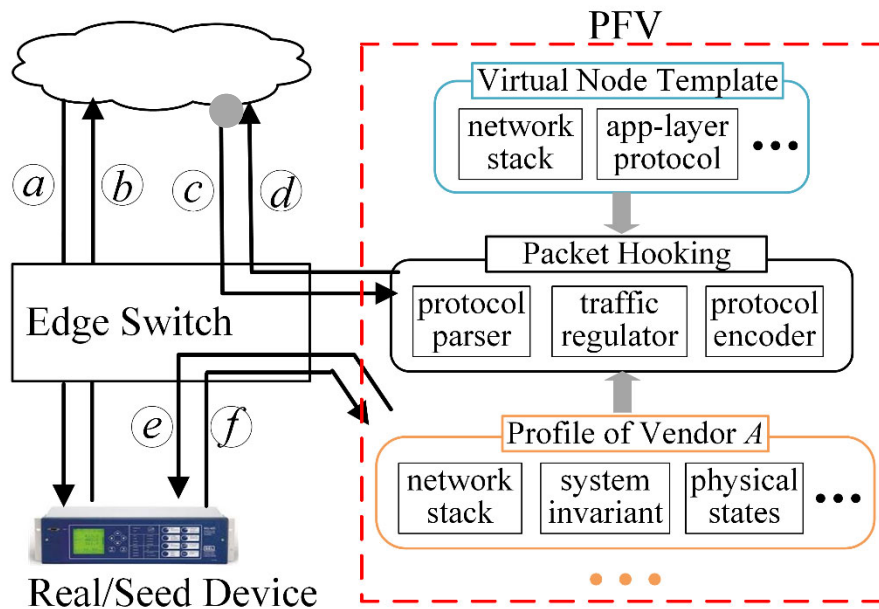 PFV
Virtual Node Template
network
stack
app-layer
protocol
a
b
c
d
Packet Hooking
protocol
parser
traffic
regulator
protocol
encoder
Edge Switch
e
f
Profile of Vendor A
network
stack
system
invariant
physical
states
Real/Seed Device